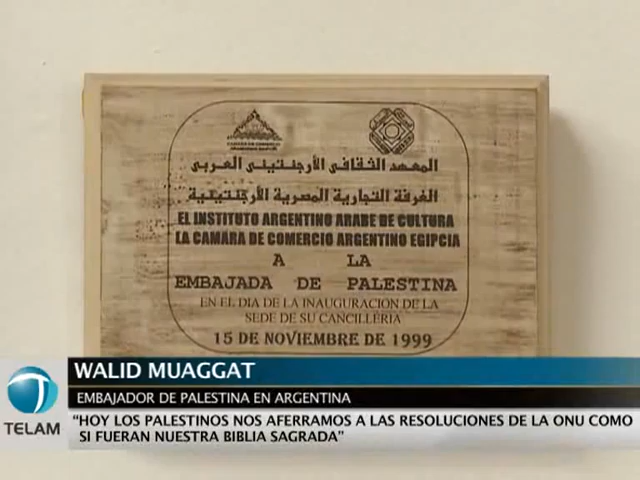 CAMARA DE COMERCIO
المعهد الثقافي الأرجنتيني العربي
الغرفة التجارية المصرية الأرجنتينية
EL INSTITUTO ARGENTINO ARABE DE CULTURA
LA CAMARA DE COMERCIO ARGENTINO EGIPCIA
A LA
EMBAJADA DE PALESTINA
EN EL DIA DE LA INAUGURACION DE LA
SEDE DE SU CANCILLERIA
15 DE NOVIEMBRE DE 1999
WALID MUAGGAT
EMBAJADOR DE PALESTINA EN ARGENTINA
TELAM
“HOY LOS PALESTINOS NOS AFERRAMOS A LAS RESOLUCIONES DE LA ONU COMO
SI FUERAN NUESTRA BIBLIA SAGRADA”